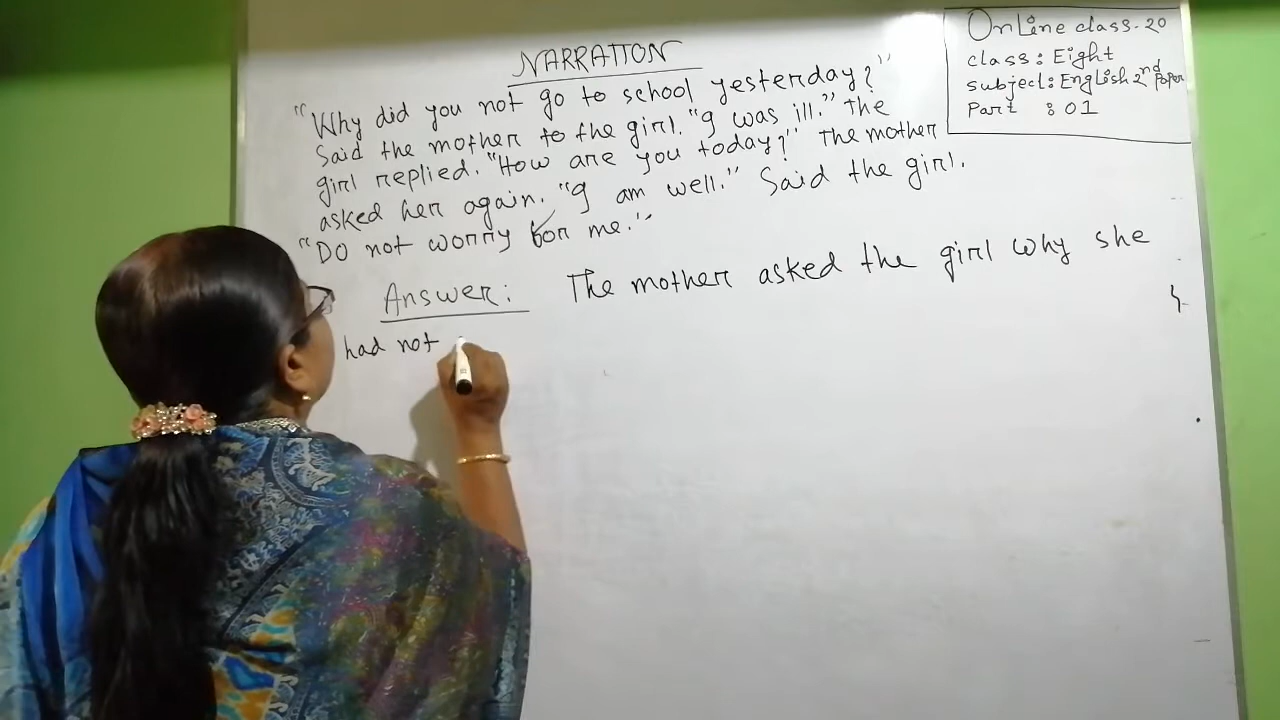 NARRATION
"Why did you not go to school yesterday?"
Said the mother to the girl. "I was ill." The
girl replied. "How are you today?" The mother
asked her again. "I am well." Said the girl.
"Do not worry for me."
Answer: The mother asked the girl why she
had not
OnLine class-20
class: Eight
subject: English 2nd Paper
Part : 01